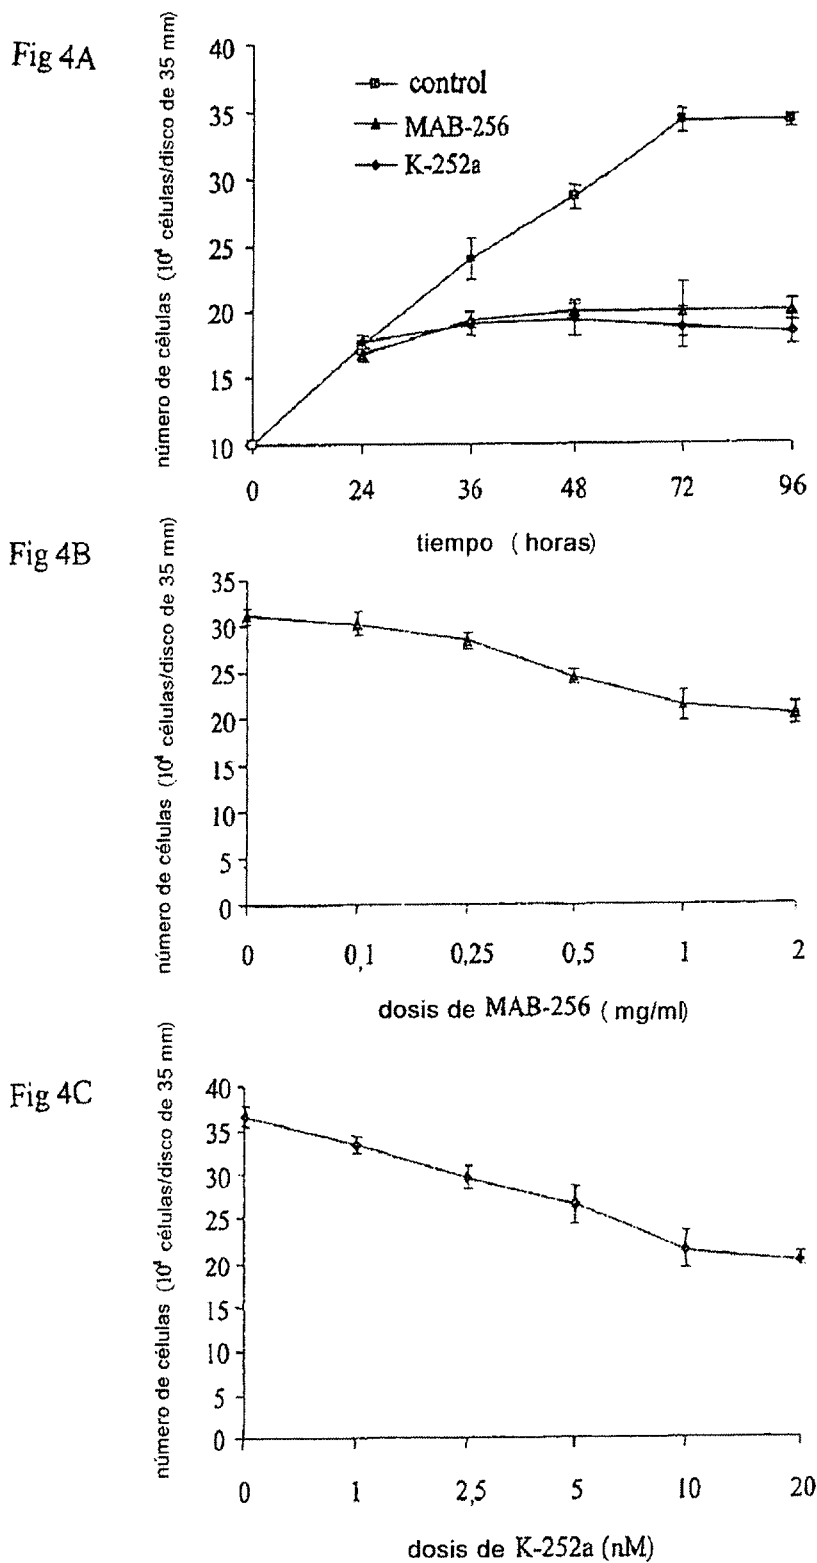 Fig 4A
número de células (10⁴ células/disco de 35 mm)
40
35
30
25
20
15
10
control
MAB-256
K-252a
0 24 36 48 72 96
tiempo ( horas)
Fig 4B
número de células (10⁴ células/disco de 35 mm)
35
30
25
20
15
10
5
0
0 0,1 0,25 0,5 1 2
dosis de MAB-256 ( mg/ml)
Fig 4C
número de células (10⁴ células/disco de 35 mm)
40
35
30
25
20
15
10
5
0
0 1 2,5 5 10 20
dosis de K-252a (nM)